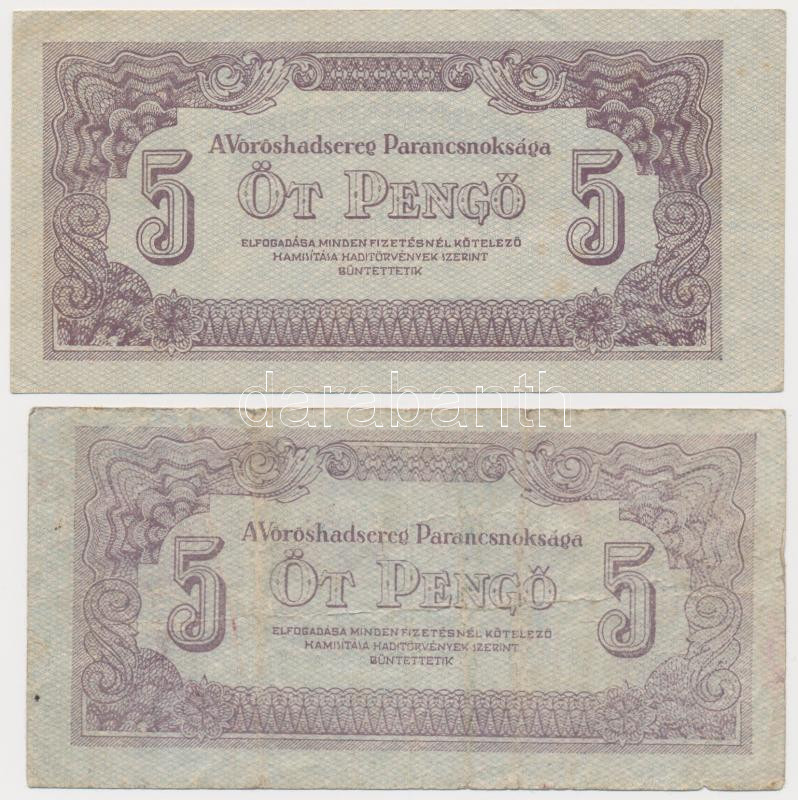 A Vöröshadsereg Parancsnoksága
5 ÖT PENGŐ 5
ELFOGADÁSA MINDEN FIZETÉSNÉL KÖTELEZŐ
HAMISÍTÁSA HADITÖRVÉNYEK SZERINT
BÜNTETTETIK
darabanth
A Vöröshadsereg Parancsnoksága
5 ÖT PENGŐ 5
ELFOGADÁSA MINDEN FIZETÉSNÉL KÖTELEZŐ
HAMISÍTÁSA HADITÖRVÉNYEK SZERINT
BÜNTETTETIK